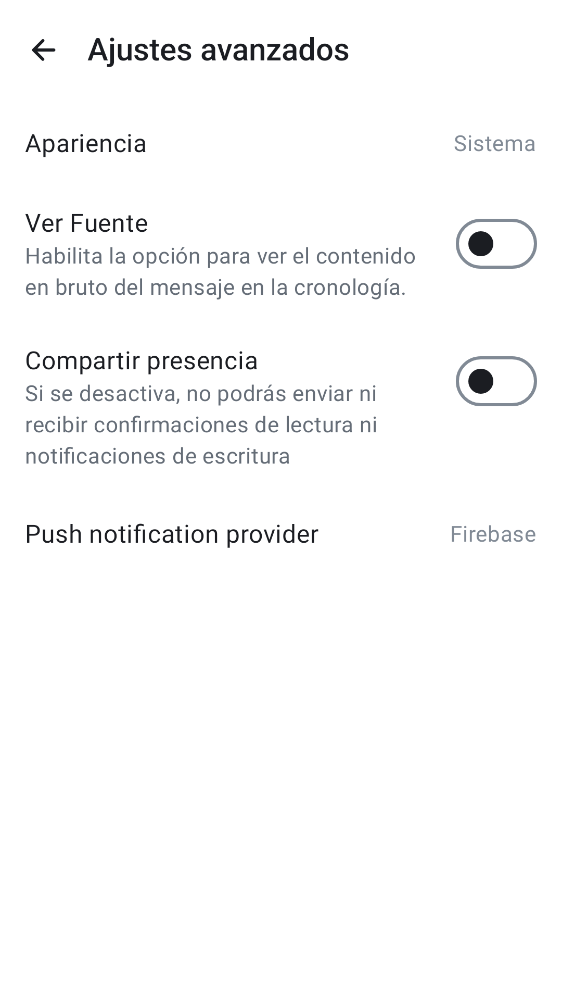 Ajustes avanzados
Apariencia
Sistema
Ver Fuente
Habilita la opción para ver el contenido
en bruto del mensaje en la cronología.
Compartir presencia
Si se desactiva, no podrás enviar ni
recibir confirmaciones de lectura ni
notificaciones de escritura
Push notification provider
Firebase